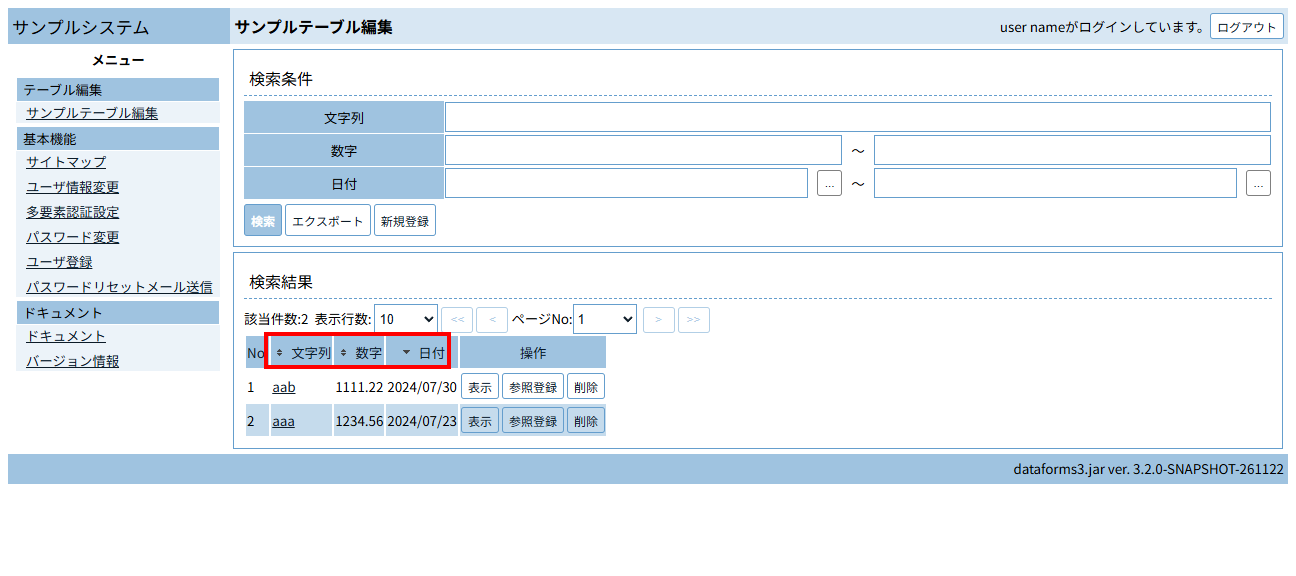 サンプルシステム
サンプルテーブル編集
user nameがログインしています。 ログアウト
メニュー
テーブル編集
サンプルテーブル編集
基本機能
サイトマップ
ユーザ情報変更
多要素認証設定
パスワード変更
ユーザ登録
パスワードリセットメール送信
ドキュメント
ドキュメント
バージョン情報
検索条件
文字列
数字 ～
日付 ... ～ ...
検索 エクスポート 新規登録
検索結果
該当件数:2 表示行数: 10 << < ページNo: 1 > >>
No 文字列 数字 日付 操作
1 aab 1111.22 2024/07/30 表示 参照登録 削除
2 aaa 1234.56 2024/07/23 表示 参照登録 削除
dataforms3.jar ver. 3.2.0-SNAPSHOT-261122